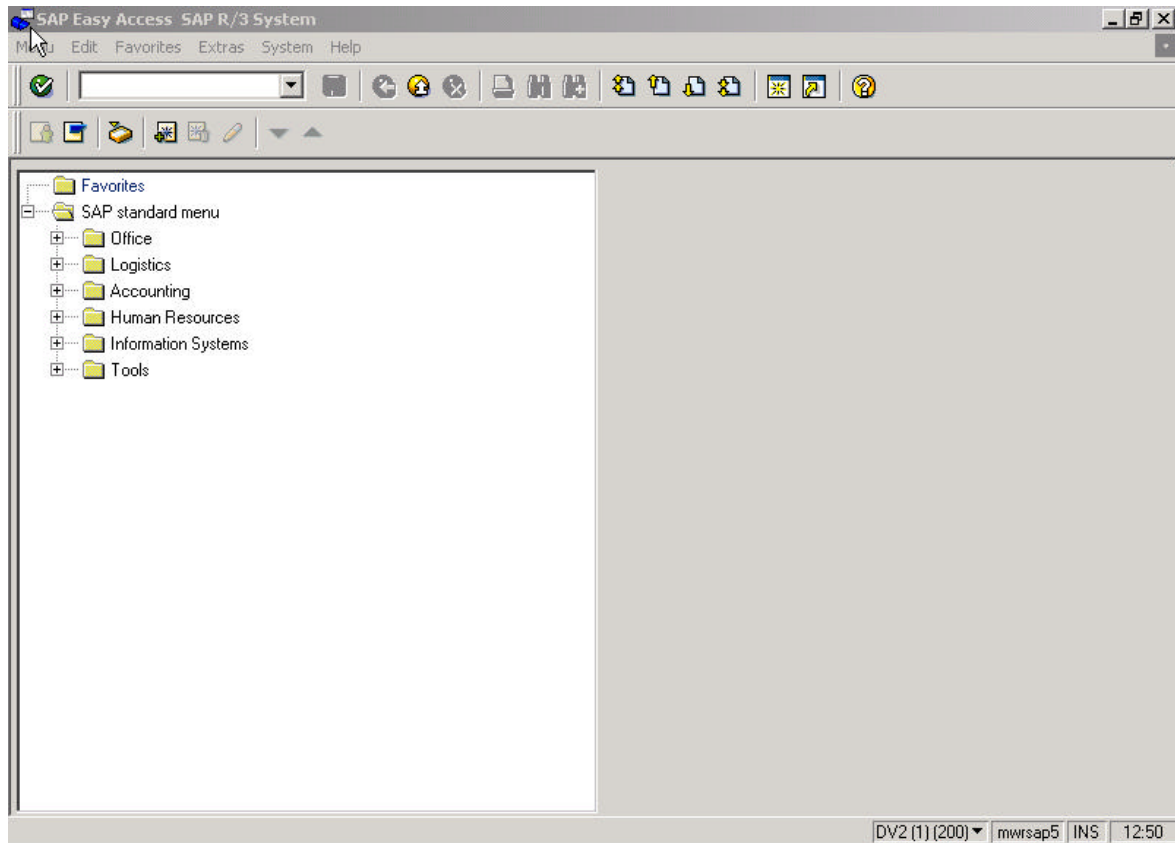 SAP Easy Access SAP R/3 System
Menu Edit Favorites Extras System Help
Favorites
SAP standard menu
Office
Logistics
Accounting
Human Resources
Information Systems
Tools
DV2 (1) (200) mwrsap5 INS 12:50